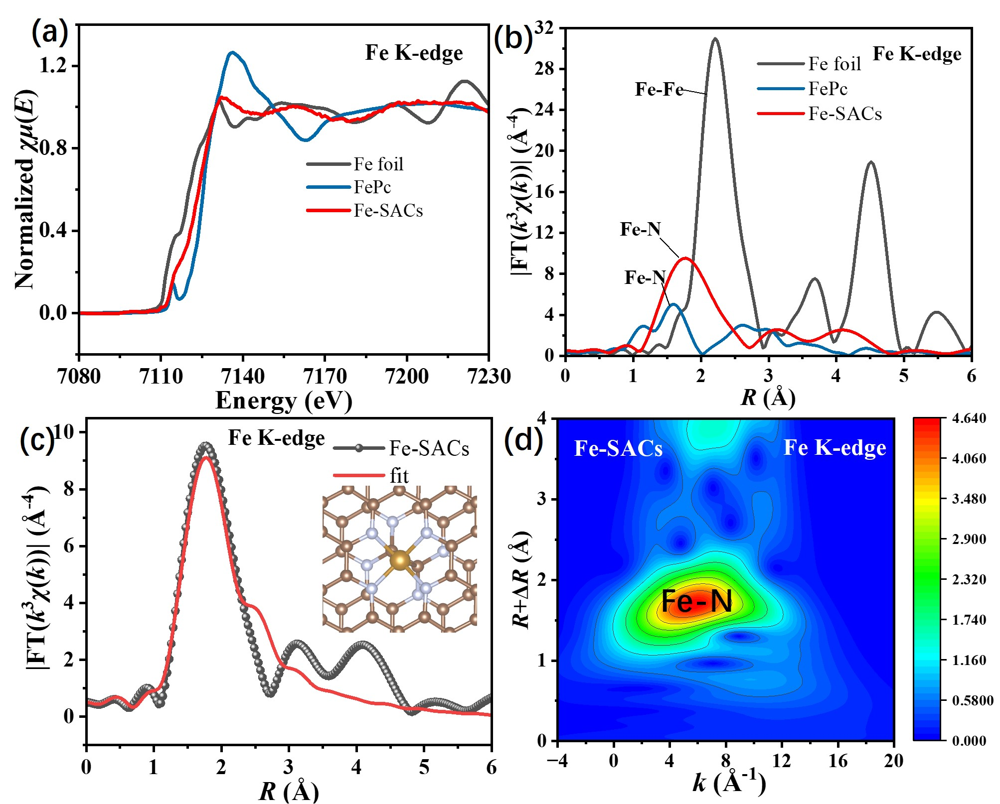 (a)
Fe K-edge
1.2
0.8
0.4
0.0
Normalized χμ(E)
Fe foil
FePc
Fe-SACs
7080 7110 7140 7170 7200 7230
Energy (eV)
(b)
Fe K-edge
32
28
24
20
16
12
8
4
0
|FT(k³χ(k))| (Å⁻⁴)
Fe foil
FePc
Fe-SACs
Fe-Fe
Fe-N
Fe-N
0 1 2 3 4 5 6
R (Å)
(c)
Fe K-edge
10
8
6
4
2
0
|FT(k³χ(k))| (Å⁻⁴)
Fe-SACs
fit
0 1 2 3 4 5 6
R (Å)
(d)
Fe-SACs
Fe K-edge
4
3
2
1
0
R+ΔR (Å)
Fe-N
−4 0 4 8 12 16 20
k (Å⁻¹)
4.640
4.060
3.480
2.900
2.320
1.740
1.160
0.5800
0.000